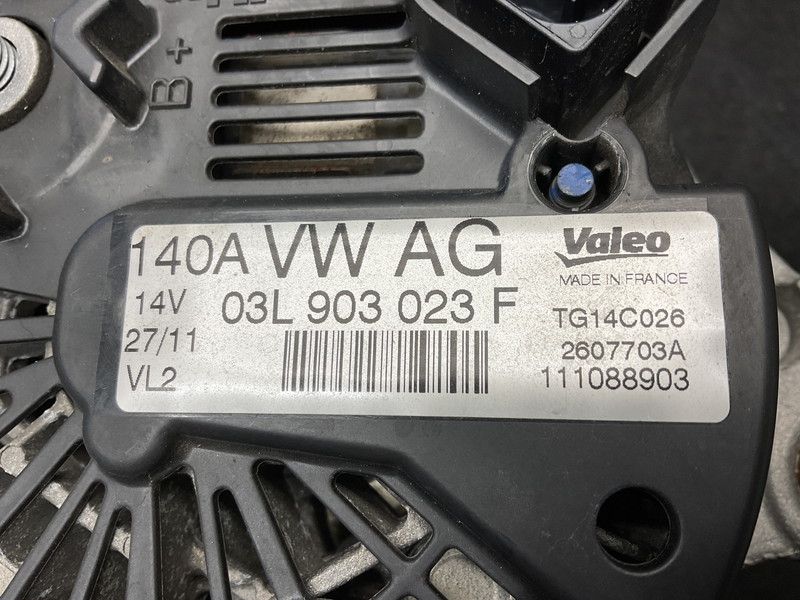 B+
140A VW AG
14V 03L 903 023 F
27/11
VL2
Valeo
MADE IN FRANCE
TG14C026
2607703A
111088903